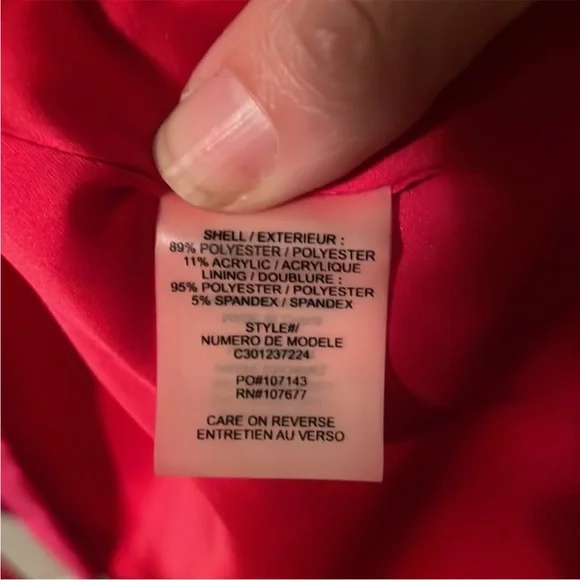 SHELL / EXTERIEUR :
89% POLYESTER / POLYESTER
11% ACRYLIC / ACRYLIQUE
LINING / DOUBLURE :
95% POLYESTER / POLYESTER
5% SPANDEX / SPANDEX
STYLE#/
NUMERO DE MODELE
C301237224
PO#107143
RN#107677
CARE ON REVERSE
ENTRETIEN AU VERSO